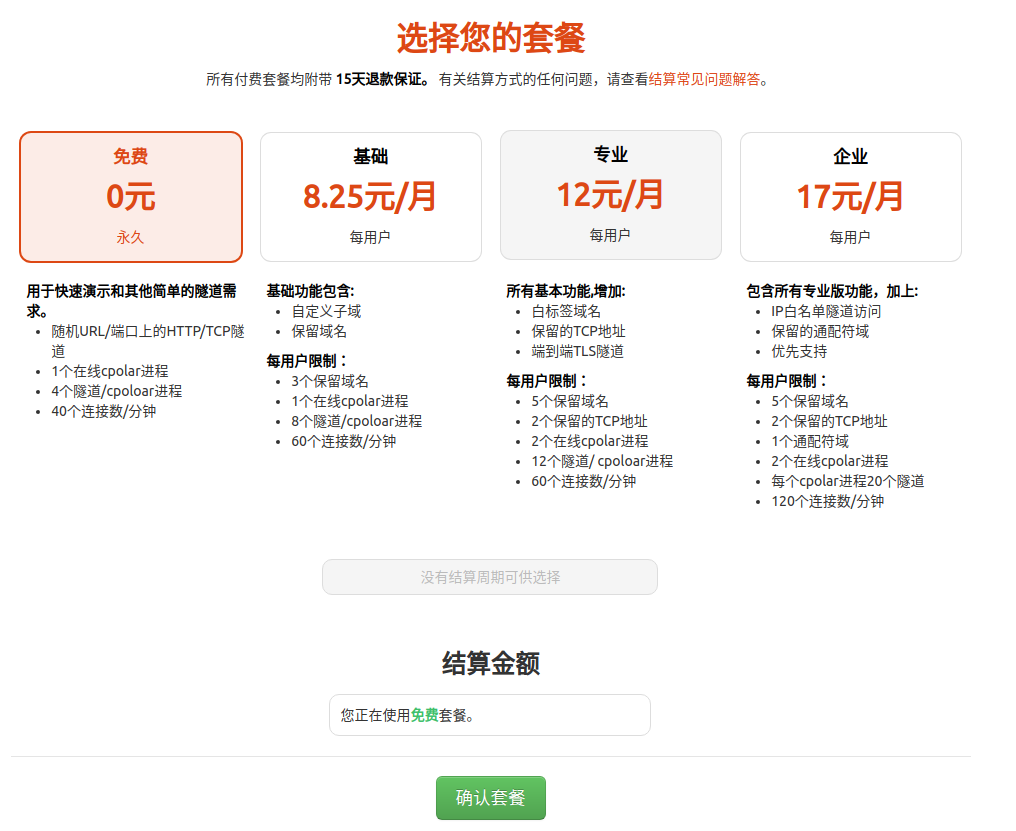 选择您的套餐
所有付费套餐均附带 15天退款保证。 有关结算方式的任何问题，请查看结算常见问题解答。
免费
0元
永久
用于快速演示和其他简单的隧道需
求。
• 随机URL/端口上的HTTP/TCP隧
道
• 1个在线cpolar进程
• 4个隧道/cpoloar进程
• 40个连接数/分钟
基础
8.25元/月
每用户
基础功能包含:
• 自定义子域
• 保留域名
每用户限制：
• 3个保留域名
• 1个在线cpolar进程
• 8个隧道/cpoloar进程
• 60个连接数/分钟
专业
12元/月
每用户
所有基本功能,增加:
• 白标签域名
• 保留的TCP地址
• 端到端TLS隧道
每用户限制：
• 5个保留域名
• 2个保留的TCP地址
• 2个在线cpolar进程
• 12个隧道/ cpoloar进程
• 60个连接数/分钟
企业
17元/月
每用户
包含所有专业版功能，加上:
• IP白名单隧道访问
• 保留的通配符域
• 优先支持
每用户限制：
• 5个保留域名
• 2个保留的TCP地址
• 1个通配符域
• 2个在线cpolar进程
• 每个cpolar进程20个隧道
• 120个连接数/分钟
没有结算周期可供选择
结算金额
您正在使用免费套餐。
确认套餐